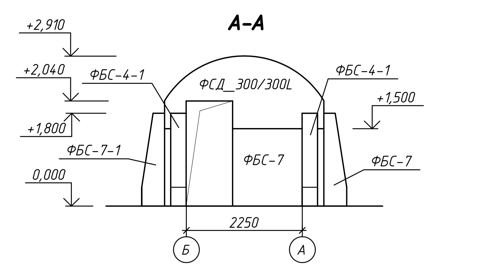 А-А
+2,910
+2,040
ФБС-4-1
ФСД_300/300L
ФБС-4-1
+1,500
+1,800
ФБС-7-1
ФБС-7
ФБС-7
0,000
2250
Б
А